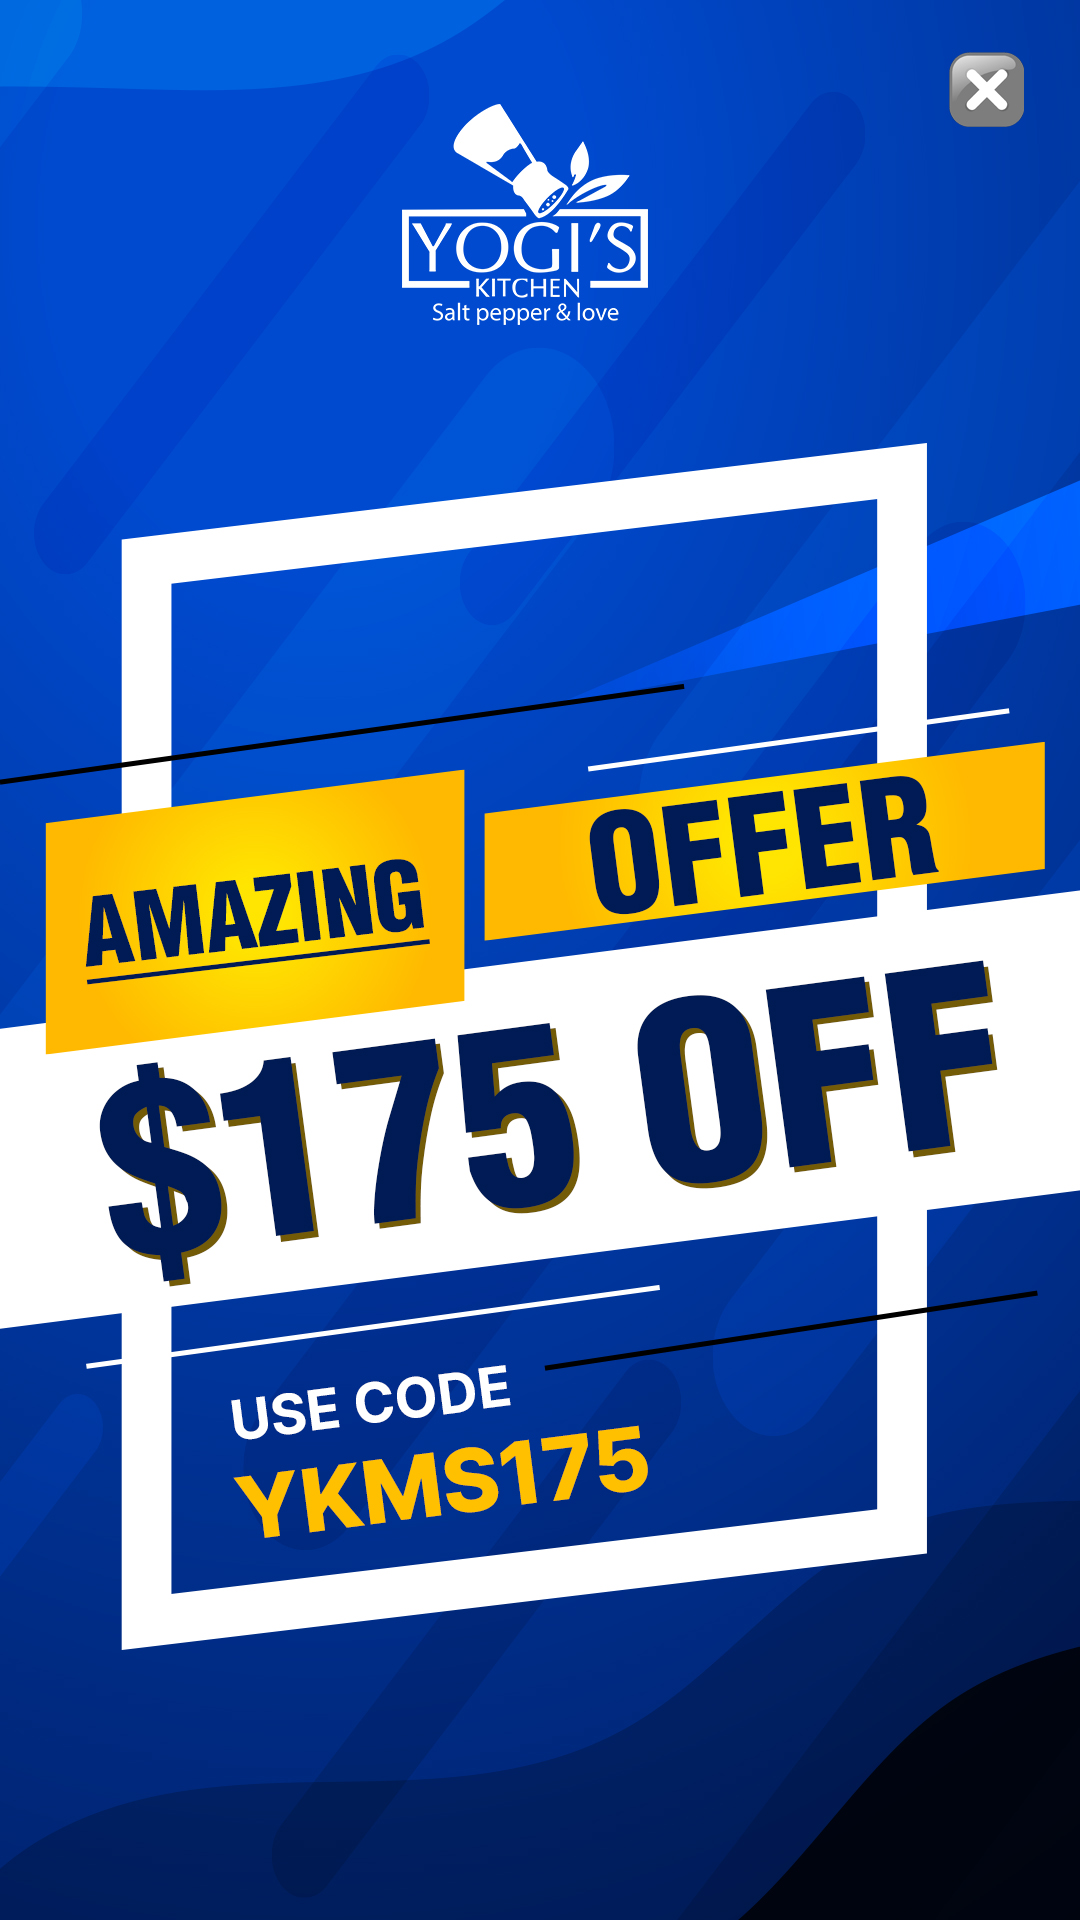 YOGI'S
KITCHEN
Salt pepper & love
AMAZING
OFFER
$175 OFF
USE CODE
YKMS175